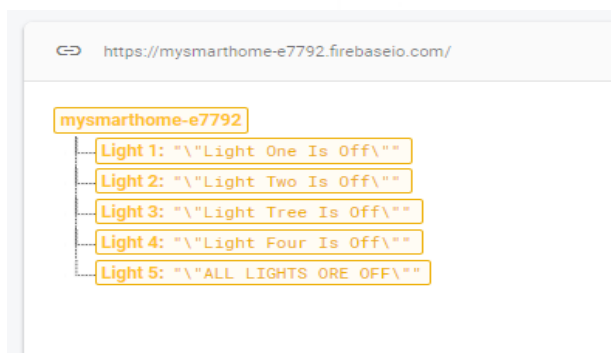 https://mysmarthome-e7792.firebaseio.com/
mysmarthome-e7792
Light 1: "\"Light One Is Off\""
Light 2: "\"Light Two Is Off\""
Light 3: "\"Light Tree Is Off\""
Light 4: "\"Light Four Is Off\""
Light 5: "\"ALL LIGHTS ORE OFF\""